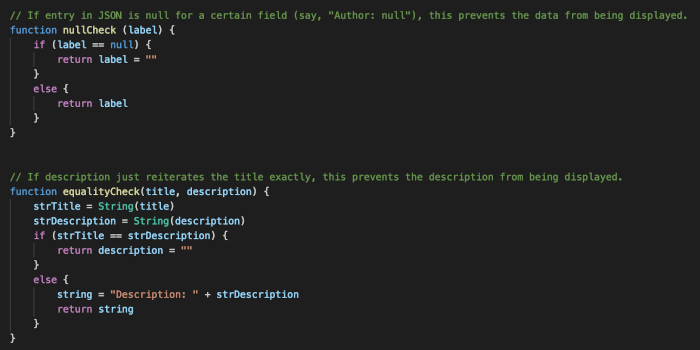 // If entry in JSON is null for a certain field (say, "Author: null"), this prevents the data from being displayed.
function nullCheck (label) {
    if (label == null) {
        return label = ""
    }
    else {
        return label
    }
}

// If description just reiterates the title exactly, this prevents the description from being displayed.
function equalityCheck(title, description) {
    strTitle = String(title)
    strDescription = String(description)
    if (strTitle == strDescription) {
        return description = ""
    }
    else {
        string = "Description: " + strDescription
        return string
    }
}